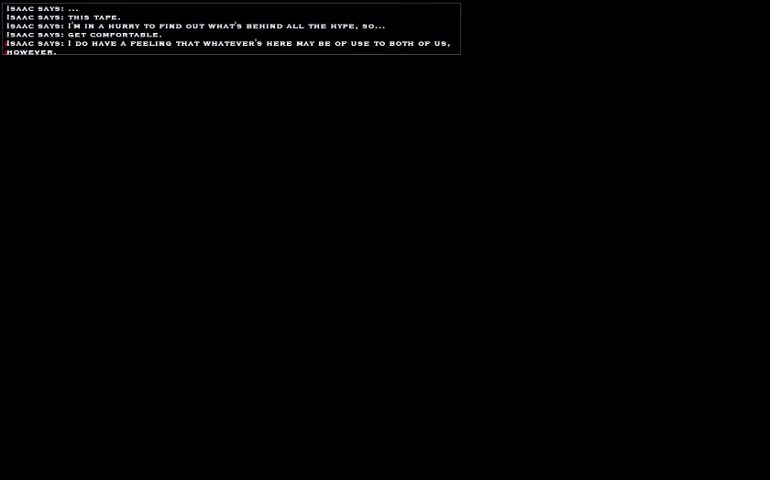 Isaac says: ...
Isaac says: this tape.
Isaac says: I'm in a hurry to find out what's behind all the hype, so...
Isaac says: get comfortable.
Isaac says: I do have a feeling that whatever's here may be of use to both of us,
however.